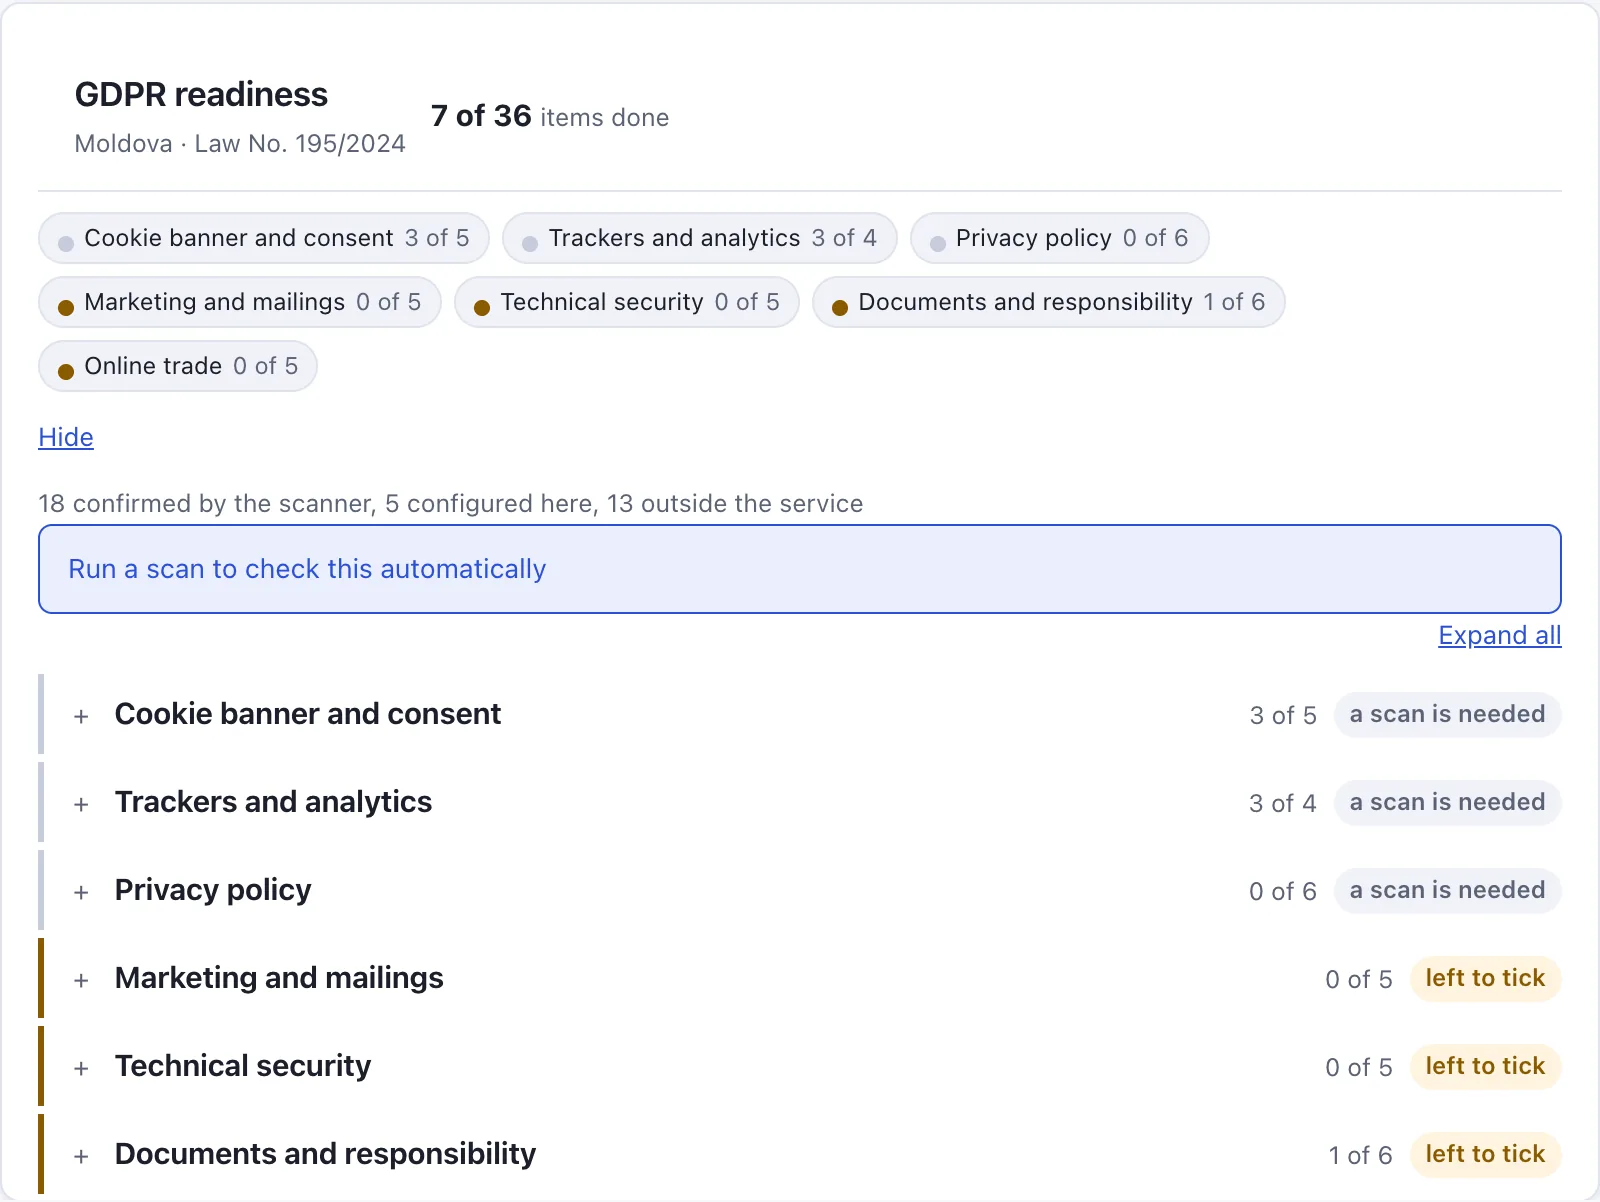 GDPR readiness
Moldova · Law No. 195/2024
7 of 36 items done
Cookie banner and consent 3 of 5
Trackers and analytics 3 of 4
Privacy policy 0 of 6
Marketing and mailings 0 of 5
Technical security 0 of 5
Documents and responsibility 1 of 6
Online trade 0 of 5
Hide
18 confirmed by the scanner, 5 configured here, 13 outside the service
Run a scan to check this automatically
Expand all
+ Cookie banner and consent 3 of 5 a scan is needed
+ Trackers and analytics 3 of 4 a scan is needed
+ Privacy policy 0 of 6 a scan is needed
+ Marketing and mailings 0 of 5 left to tick
+ Technical security 0 of 5 left to tick
+ Documents and responsibility 1 of 6 left to tick